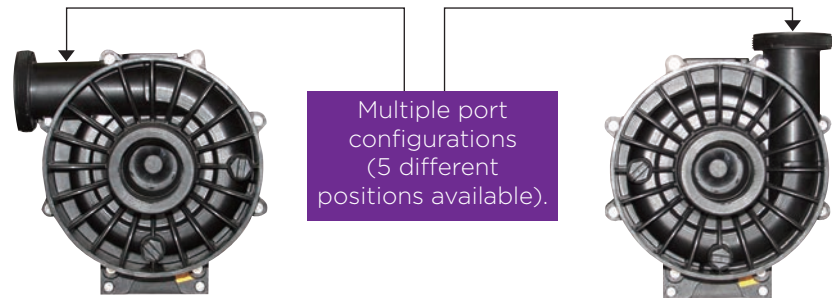 Multiple port
configurations
(5 different
positions available).